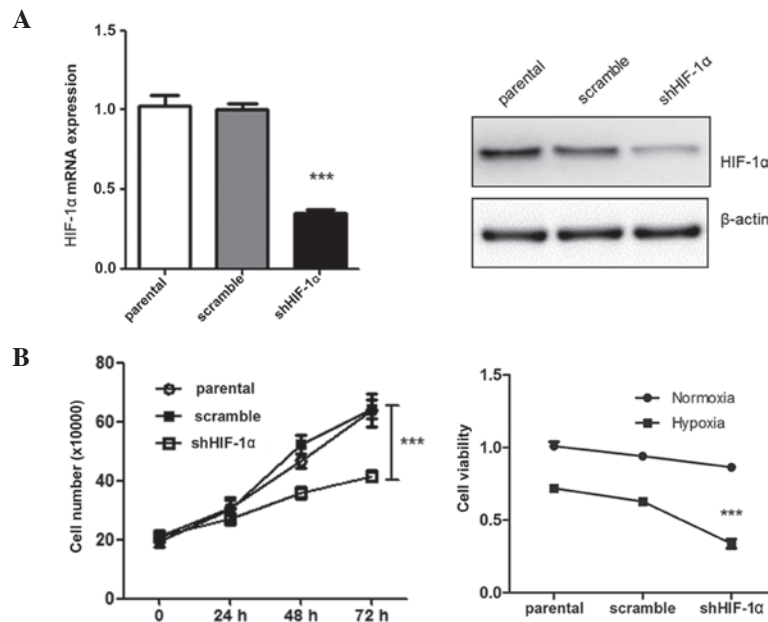 A
HIF-1α mRNA expression
1.5
1.0
0.5
0.0
***
parental
scramble
shHIF-1α
parental
scramble
shHIF-1α
HIF-1α
β-actin
B
Cell number (x10000)
80
60
40
20
0
parental
scramble
shHIF-1α
***
0
24 h
48 h
72 h
Cell viability
1.5
1.0
0.5
0.0
Normoxia
Hypoxia
***
parental
scramble
shHIF-1α